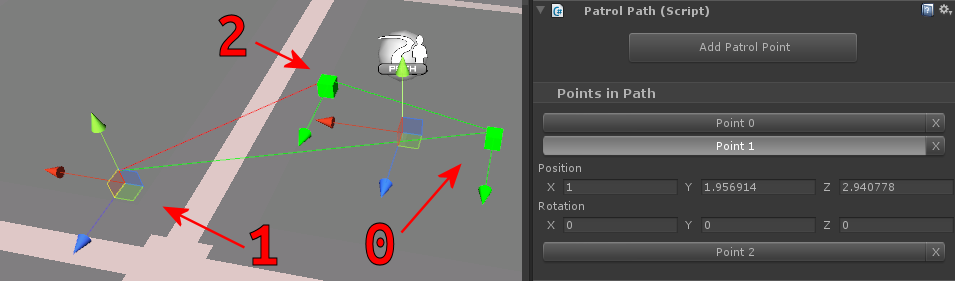 2
PATH
1
0
Patrol Path (Script)
Add Patrol Point
Points in Path
Point 0 X
Point 1 X
Position
X 1 Y 1.956914 Z 2.940778
Rotation
X 0 Y 0 Z 0
Point 2 X